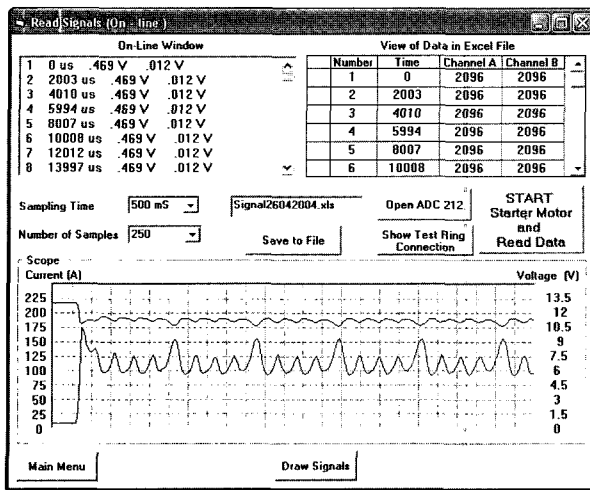 Read Signals (On - line)
On-Line Window
1 0 us .469 V .012 V
2 2003 us .469 V .012 V
3 4010 us .469 V .012 V
4 5994 us .469 V .012 V
5 8007 us .469 V .012 V
6 10008 us .469 V .012 V
7 12012 us .469 V .012 V
8 13997 us .469 V .012 V
View of Data in Excel File
Number Time Channel A Channel B
1 0 2096 2096
2 2003 2096 2096
3 4010 2096 2096
4 5994 2096 2096
5 8007 2096 2096
6 10008 2096 2096
Sampling Time 500 mS Signal26042004.xls Open ADC 212
START
Starter Motor
and
Read Data
Number of Samples 250 Save to File
Show Test Ring
Connection
Scope
Current (A) Voltage (V)
225 13.5
200 12
175 10.5
150 9
125 7.5
100 6
75 4.5
50 3
25 1.5
0 0
Main Menu Draw Signals